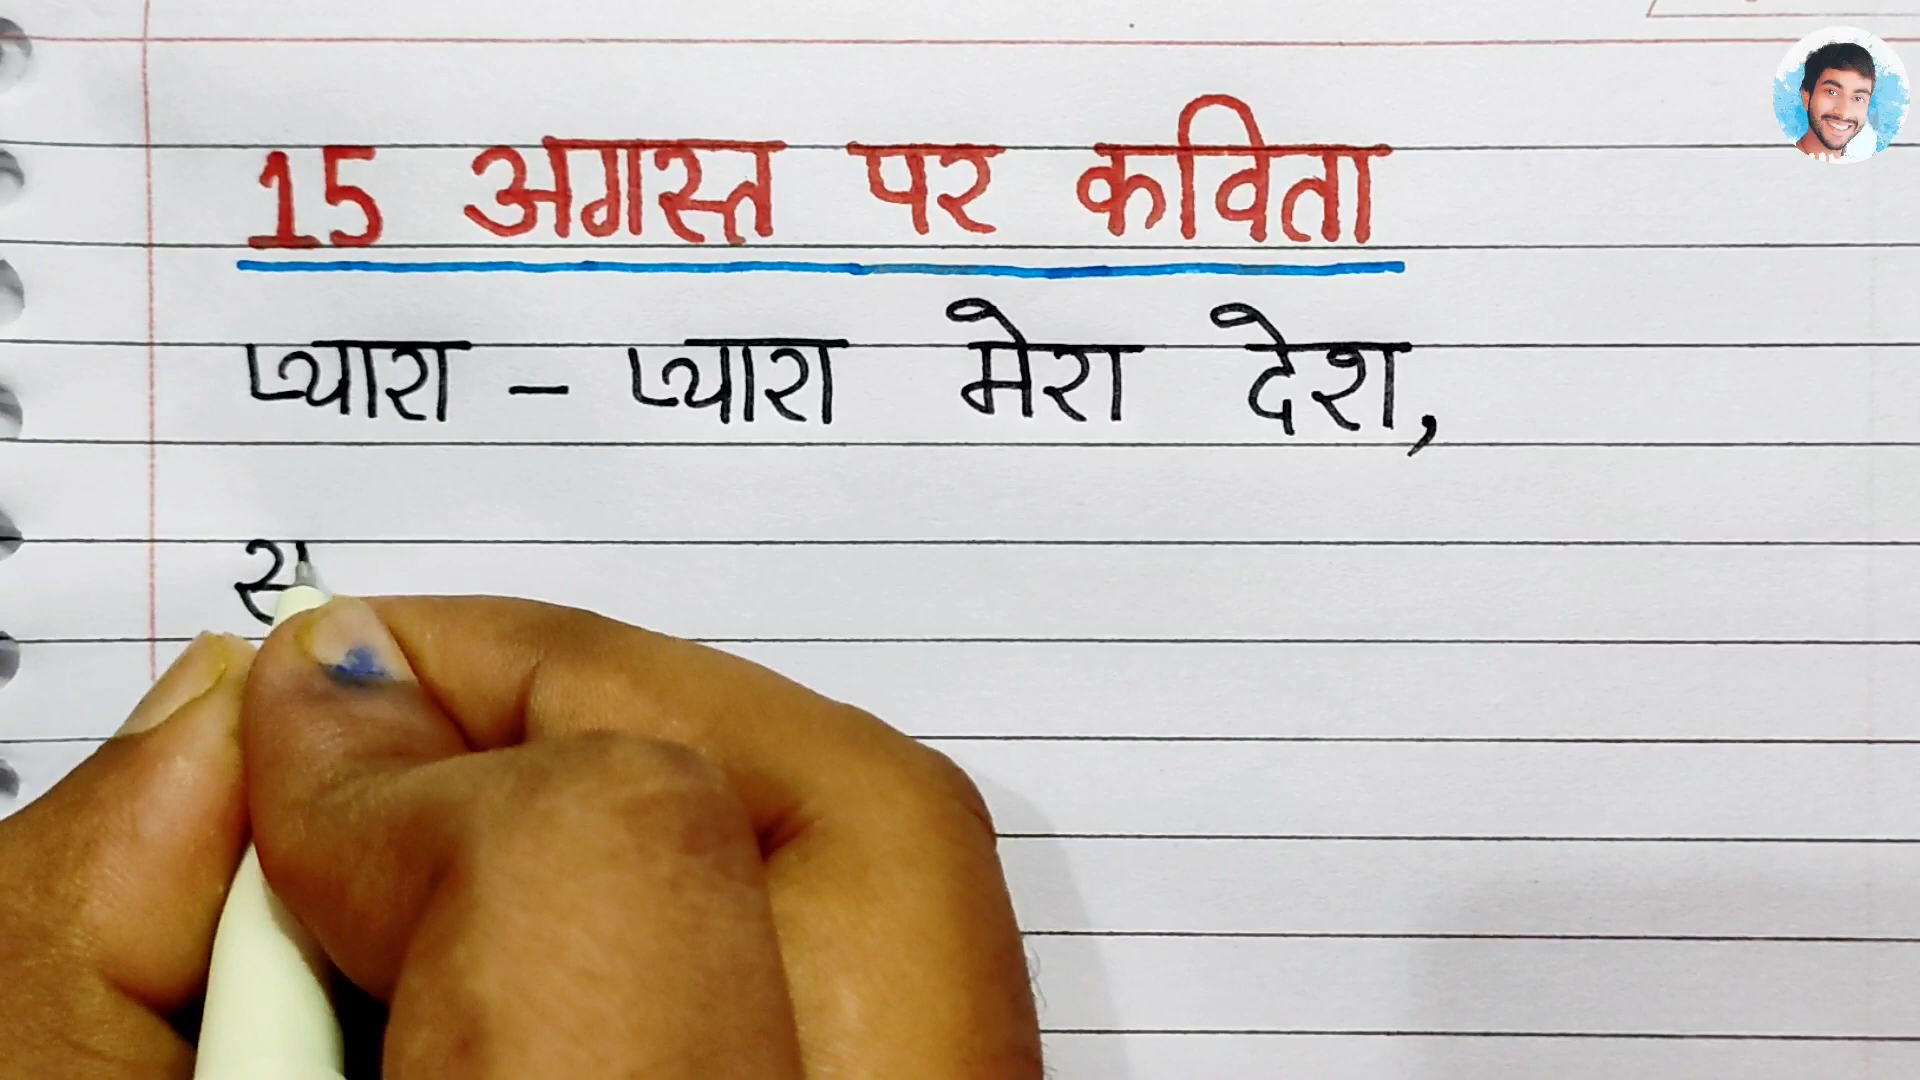 15 अगस्त पर कविता
प्यारा - प्यारा मेरा देश,
स